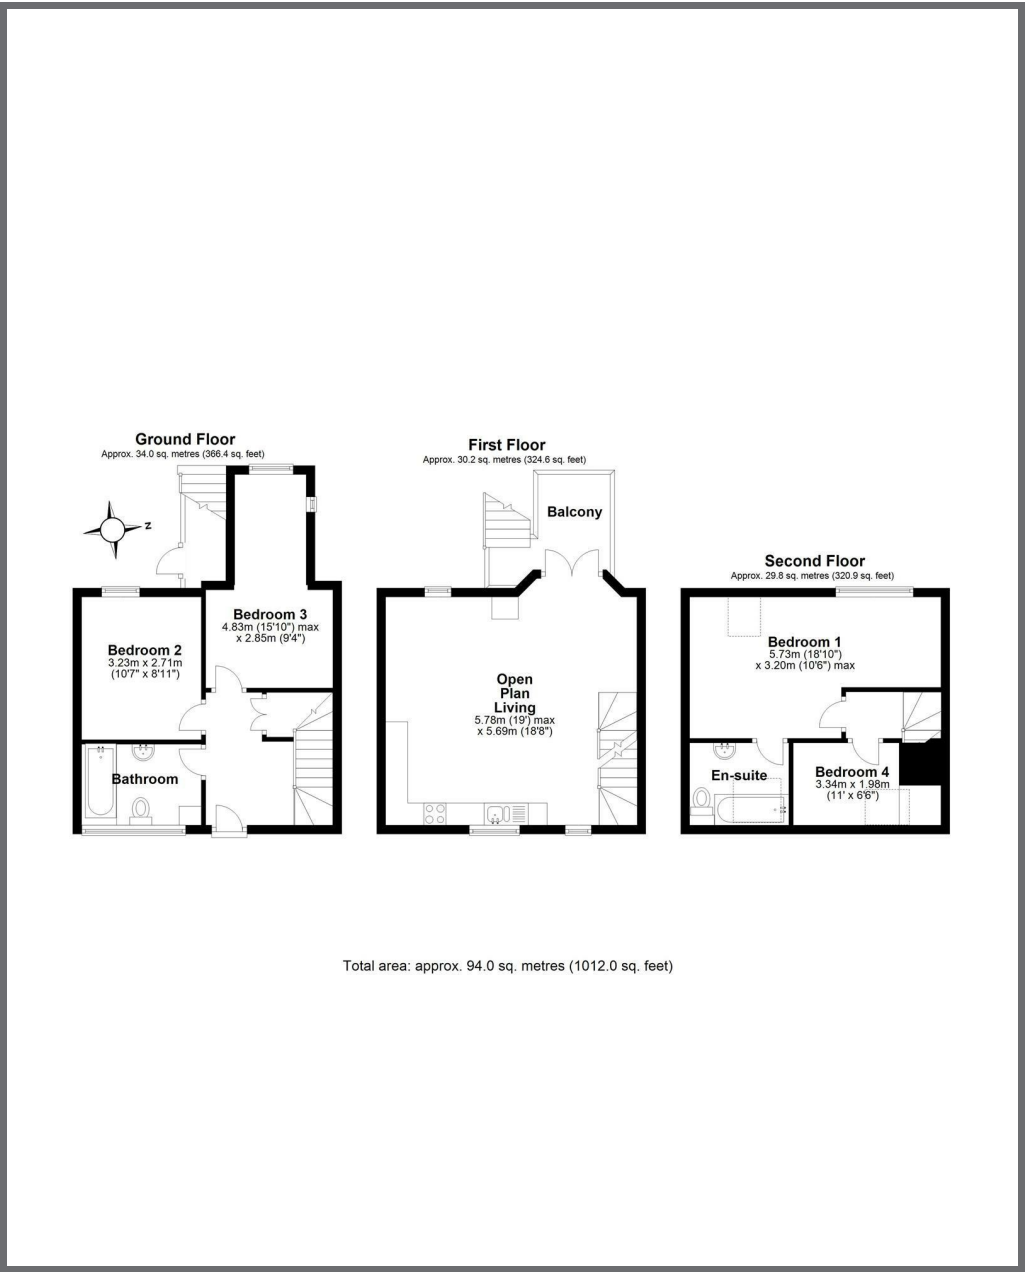 Ground Floor
Approx. 34.0 sq. metres (366.4 sq. feet)
Z
Bedroom 3
4.83m (15'10") max
x 2.85m (9'4")
Bedroom 2
3.23m x 2.71m
(10'7" x 8'11")
Bathroom
First Floor
Approx. 30.2 sq. metres (324.6 sq. feet)
Balcony
Open
Plan
Living
5.78m (19') max
x 5.69m (18'8")
Second Floor
Approx. 29.8 sq. metres (320.9 sq. feet)
Bedroom 1
5.73m (18'10")
x 3.20m (10'6") max
En-suite
Bedroom 4
3.34m x 1.98m
(11' x 6'6")
Total area: approx. 94.0 sq. metres (1012.0 sq. feet)